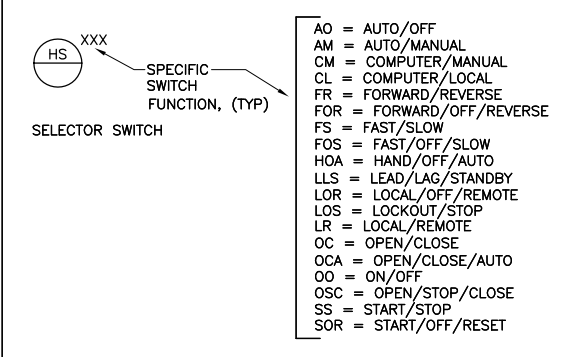 HS
XXX
SPECIFIC
SWITCH
FUNCTION, (TYP)
SELECTOR SWITCH
AO = AUTO/OFF
AM = AUTO/MANUAL
CM = COMPUTER/MANUAL
CL = COMPUTER/LOCAL
FR = FORWARD/REVERSE
FOR = FORWARD/OFF/REVERSE
FS = FAST/SLOW
FOS = FAST/OFF/SLOW
HOA = HAND/OFF/AUTO
LLS = LEAD/LAG/STANDBY
LOR = LOCAL/OFF/REMOTE
LOS = LOCKOUT/STOP
LR = LOCAL/REMOTE
OC = OPEN/CLOSE
OCA = OPEN/CLOSE/AUTO
OO = ON/OFF
OSC = OPEN/STOP/CLOSE
SS = START/STOP
SOR = START/OFF/RESET